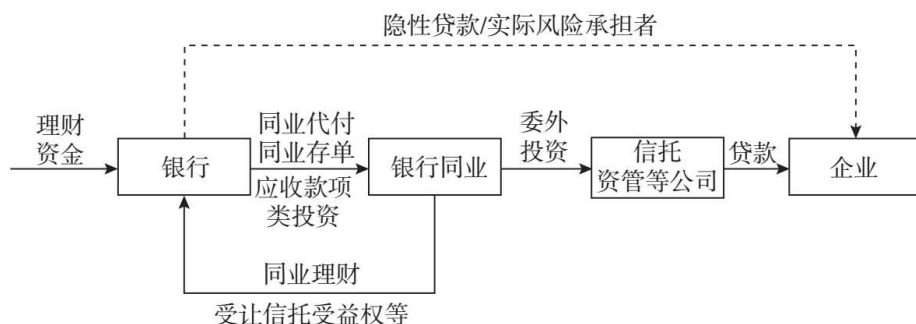 隐性贷款/实际风险承担者
理财
资金
银行
同业代付
同业存单
应收款项
类投资
银行同业
委外
投资
信托
资管等公司
贷款
企业
同业理财
受让信托受益权等